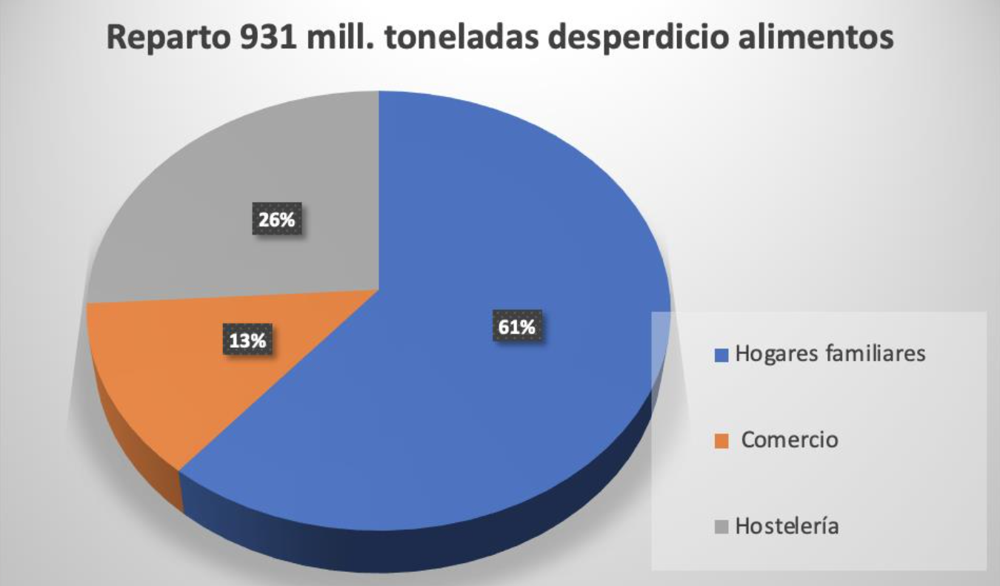 Reparto 931 mill. toneladas desperdicio alimentos
26%
61%
13%
Hogares familiares
Comercio
Hostelería